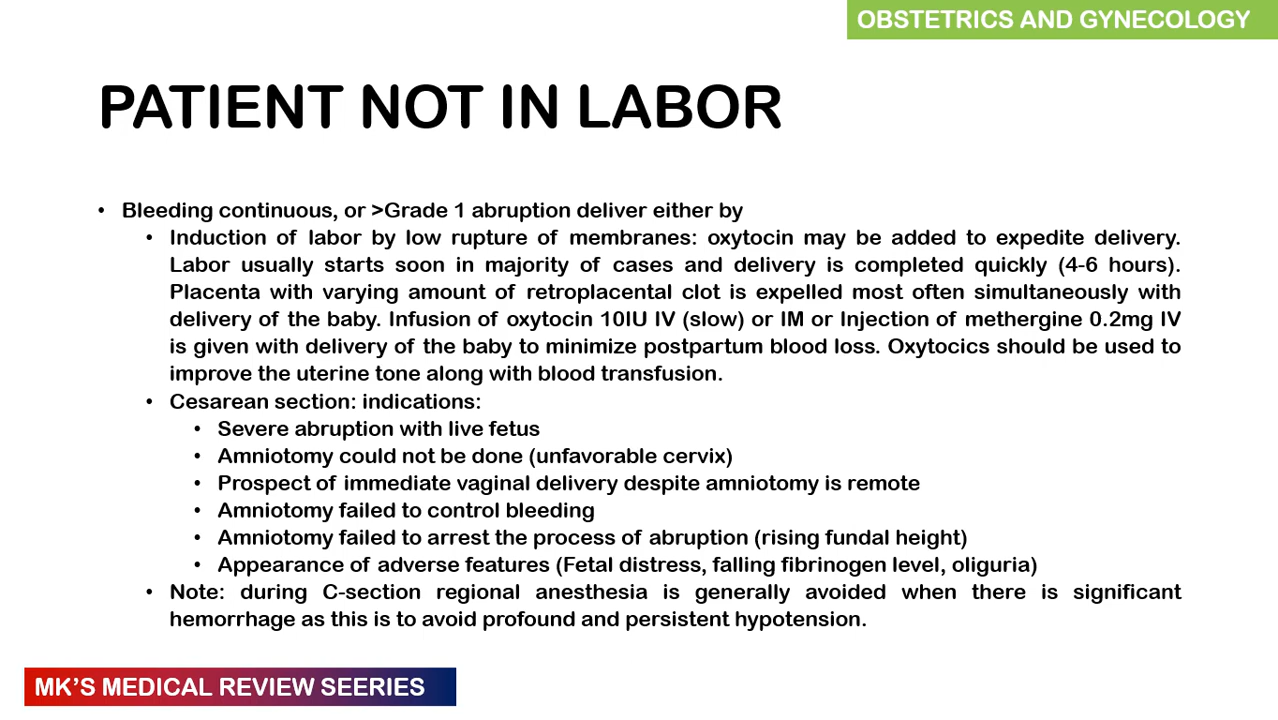 OBSTETRICS AND GYNECOLOGY
PATIENT NOT IN LABOR
• Bleeding continuous, or >Grade 1 abruption deliver either by
• Induction of labor by low rupture of membranes: oxytocin may be added to expedite delivery.
Labor usually starts soon in majority of cases and delivery is completed quickly (4-6 hours).
Placenta with varying amount of retroplacental clot is expelled most often simultaneously with
delivery of the baby. Infusion of oxytocin 10IU IV (slow) or IM or Injection of methergine 0.2mg IV
is given with delivery of the baby to minimize postpartum blood loss. Oxytocics should be used to
improve the uterine tone along with blood transfusion.
• Cesarean section: indications:
• Severe abruption with live fetus
• Amniotomy could not be done (unfavorable cervix)
• Prospect of immediate vaginal delivery despite amniotomy is remote
• Amniotomy failed to control bleeding
• Amniotomy failed to arrest the process of abruption (rising fundal height)
• Appearance of adverse features (Fetal distress, falling fibrinogen level, oliguria)
• Note: during C-section regional anesthesia is generally avoided when there is significant
hemorrhage as this is to avoid profound and persistent hypotension.
MK'S MEDICAL REVIEW SEERIES